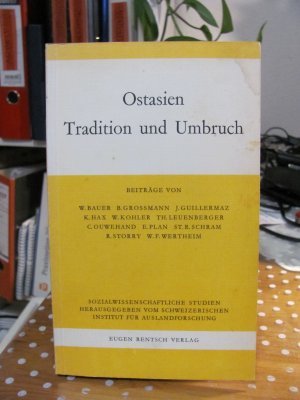 Ostasien
Tradition und Umbruch
BEITRÄGE VON
W. BAUER B. GROSSMANN J. GUILLERMAZ
K. HAX W. KOHLER TH. LEUENBERGER
C. OUWEHAND E. PLAN ST. R. SCHRAM
R. STORRY W. F. WERTHEIM
SOZIALWISSENSCHAFTLICHE STUDIEN
HERAUSGEGEBEN VOM SCHWEIZERISCHEN
INSTITUT FÜR AUSLANDFORSCHUNG
EUGEN RENTSCH VERLAG